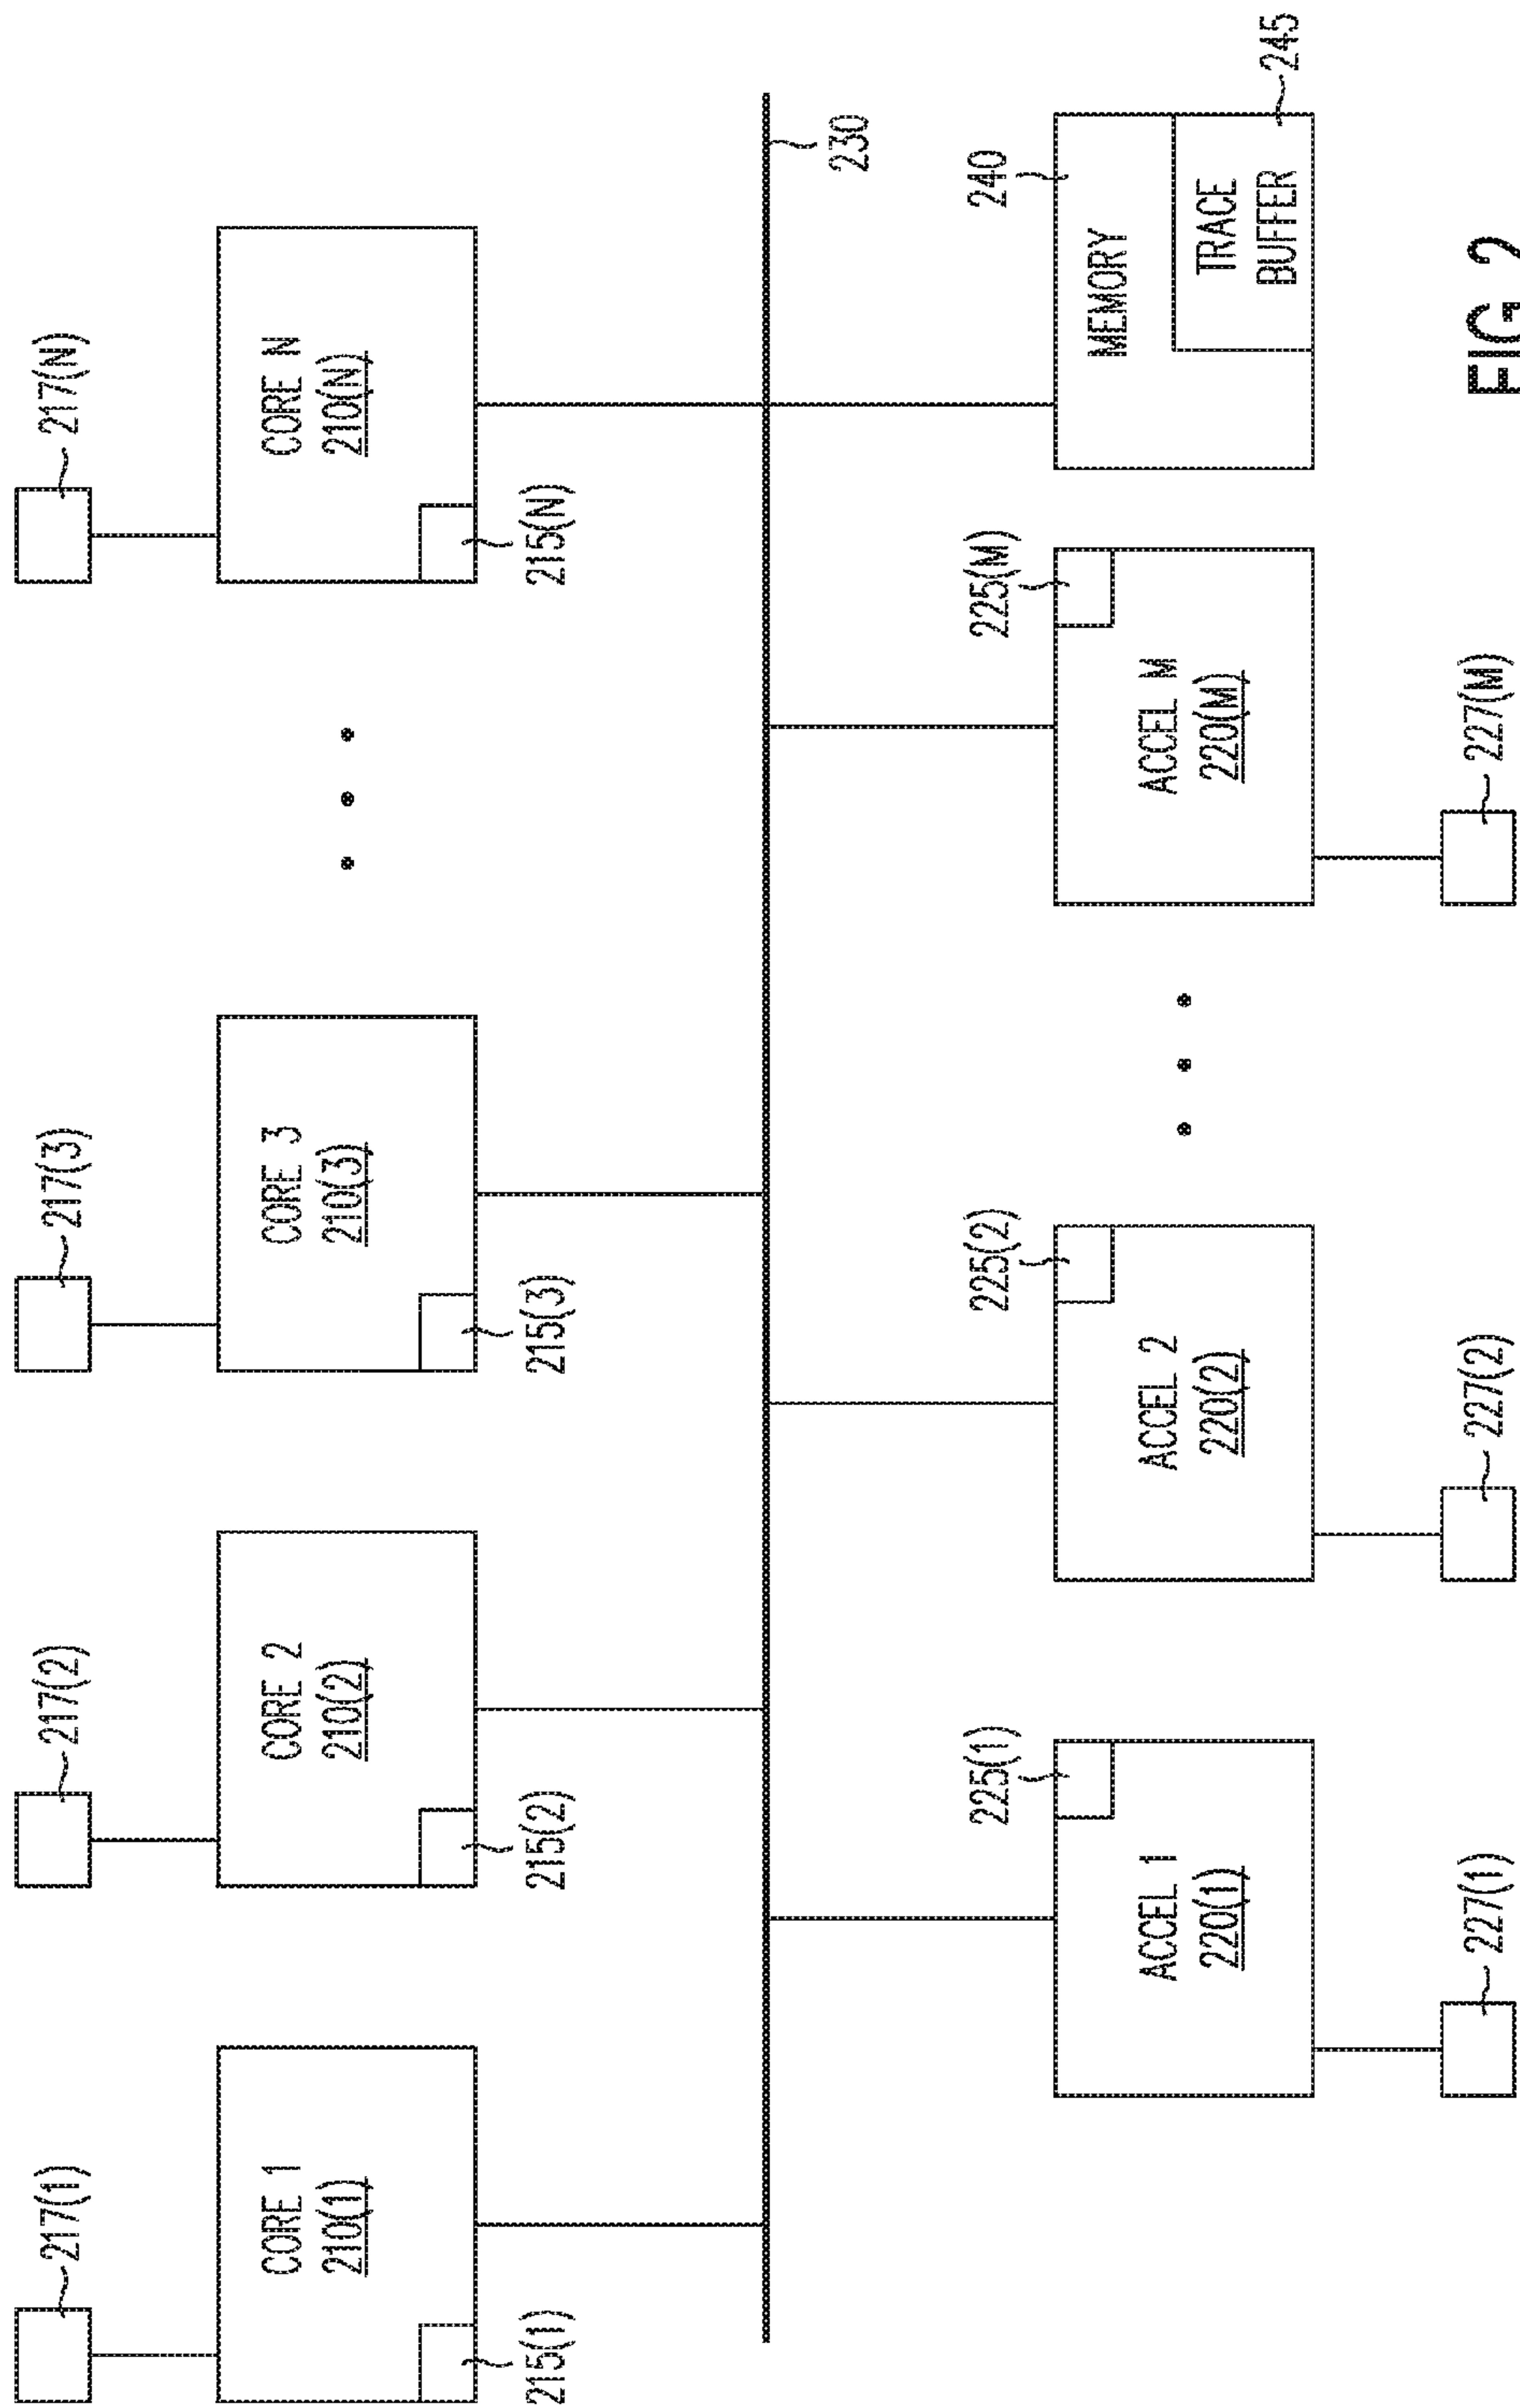 217(1)
217(2)
217(3)
217(N)
CORE 1
210(1)
CORE 2
210(2)
CORE 3
210(3)
CORE N
210(N)
215(1)
215(2)
215(3)
215(N)
230
225(1)
225(2)
225(M)
240
ACCEL 1
220(1)
ACCEL 2
220(2)
ACCEL M
220(M)
MEMORY
TRACE
BUFFER
245
227(1)
227(2)
227(M)
FIG 2